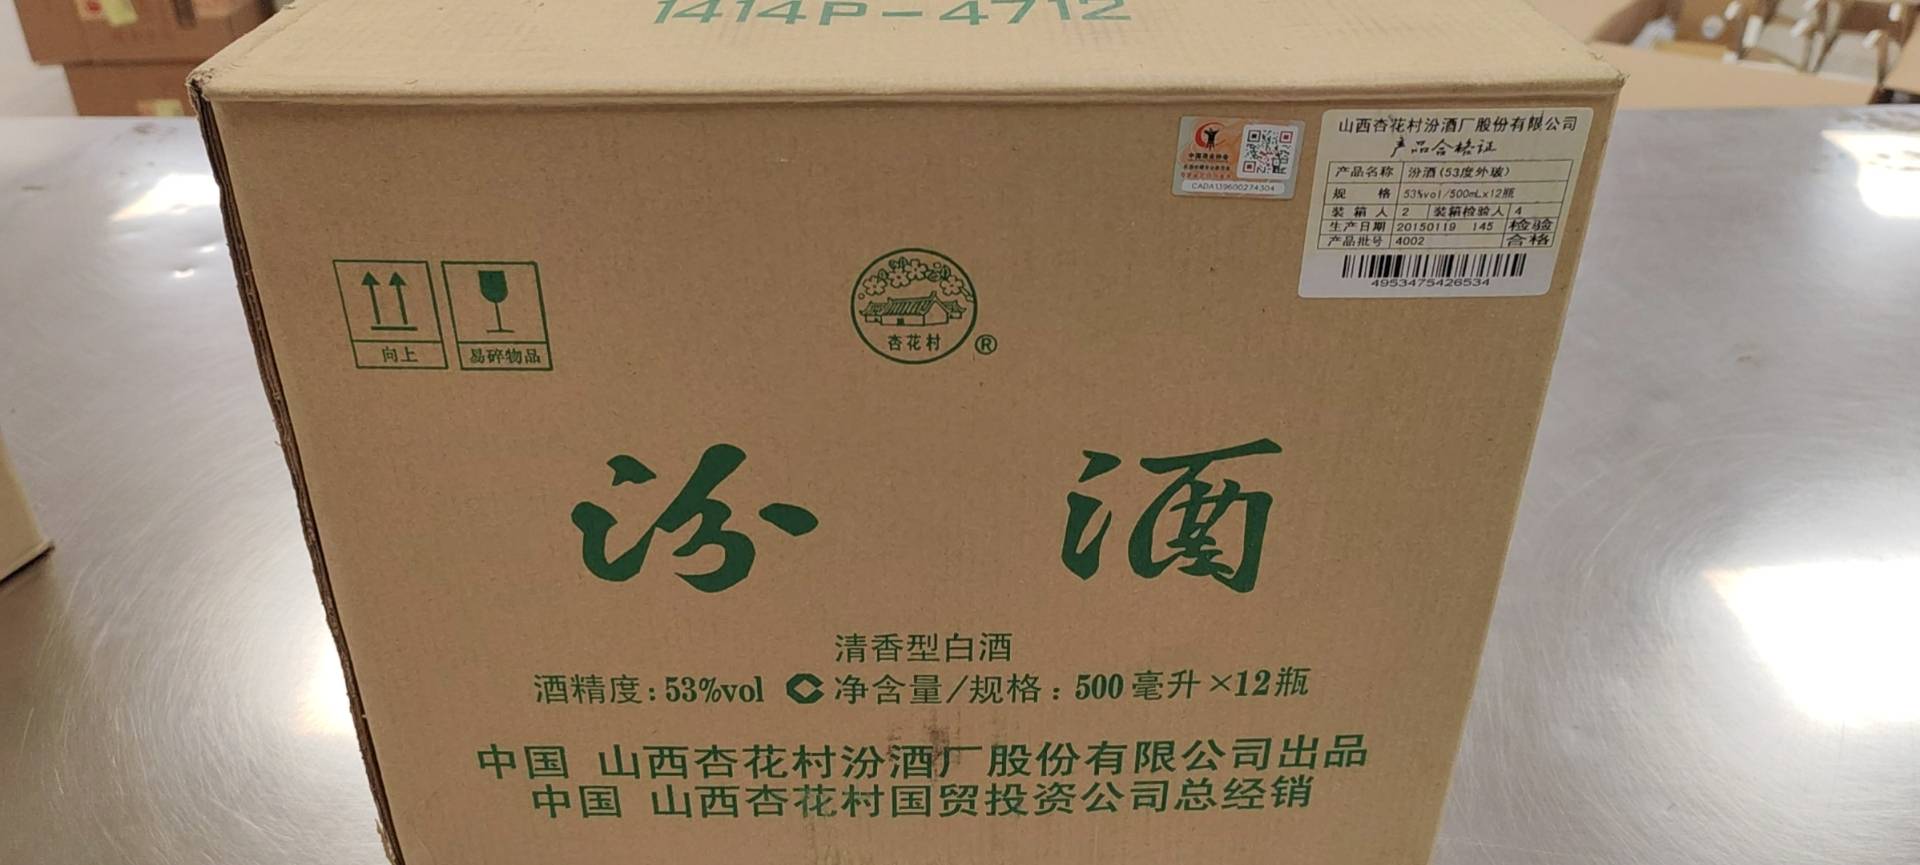 1414P-4712
中国酒业协会
CADA139600274304
山西杏花村汾酒厂股份有限公司
产品合格证
产品名称 汾酒(53度外玻)
规 格 53%vol/500mL×12瓶
装箱人 2 装箱检验人 4
生产日期 20150119 145 检验
产品批号 4002 合格
4953475426534
向上
易碎物品
杏花村
®
汾 酒
清香型白酒
酒精度:53%vol 净含量/规格:500毫升×12瓶
中国 山西杏花村汾酒厂股份有限公司出品
中国 山西杏花村国贸投资公司总经销